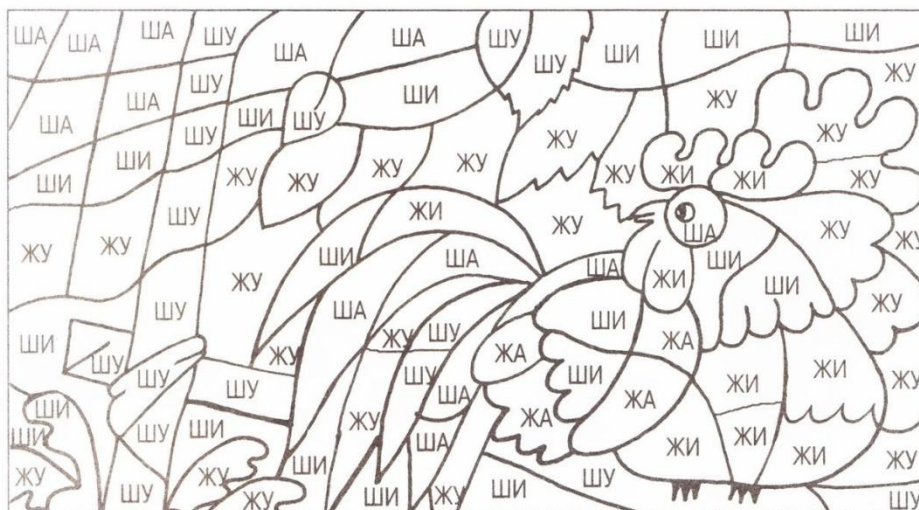 ША ША ША ШУ ША ША ШУ ШУ ШИ ШИ ШИ
ША ША ШУ ШИ ЖУ ЖУ
ШИ ШИ ШУ ШИ ШУ ЖУ
ЖУ ЖУ ЖУ ЖУ ЖУ ЖИ ЖИ ЖУ
ЖУ ЖУ ШУ ЖИ ЖУ ША ЖУ ЖУ
ЖУ ШИ ША ША ЖИ ШИ ШИ
ШИ ШУ ША ЖУ ШУ ШИ ЖА ЖУ
ШУ ШУ ЖУ ШУ ЖА ШИ ЖИ ЖИ
ШИ ША ЖА ЖУ
ШИ ШУ ШИ ЖУ ША ЖА ЖИ ЖИ
ЖУ ЖУ ШИ ЖИ ЖИ ЖУ
ШУ ЖУ ШИ ЖУ ШИ ШУ ШУ